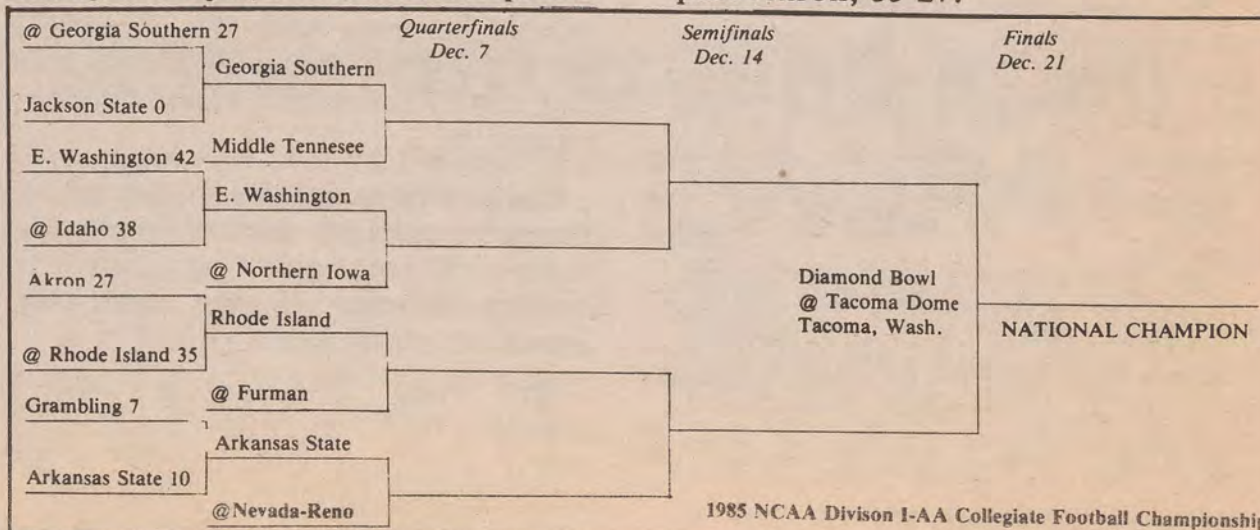 @ Georgia Southern 27
Jackson State 0
E. Washington 42
@ Idaho 38
Akron 27
@ Rhode Island 35
Grambling 7
Arkansas State 10
Quarterfinals
Dec. 7
Georgia Southern
Middle Tennesee
E. Washington
@ Northern Iowa
Rhode Island
@ Furman
Arkansas State
@Nevada-Reno
Semifinals
Dec. 14
Finals
Dec. 21
Diamond Bowl
@ Tacoma Dome
Tacoma, Wash.
NATIONAL CHAMPION
1985 NCAA Divison I-AA Collegiate Football Championshi